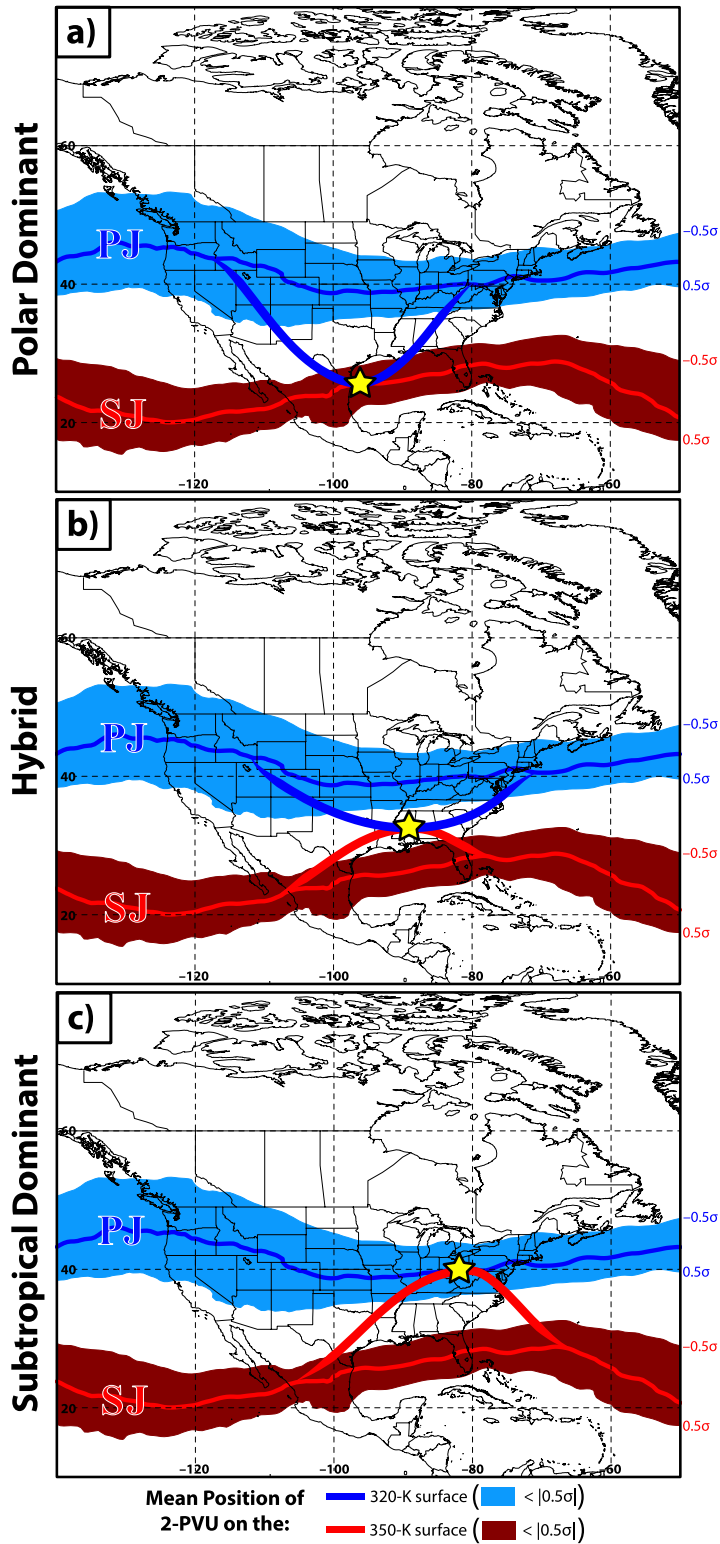 a)
Polar Dominant
60
PJ
−0.5σ
40
0.5σ
−0.5σ
SJ
20
0.5σ
−120
−100
−80
−60
b)
Hybrid
60
PJ
−0.5σ
40
0.5σ
−0.5σ
SJ
20
0.5σ
−120
−100
−80
−60
c)
Subtropical Dominant
60
PJ
−0.5σ
40
0.5σ
−0.5σ
SJ
20
0.5σ
−120
−100
−80
−60
Mean Position of
2-PVU on the:
320-K surface ( < |0.5σ| )
350-K surface ( < |0.5σ| )